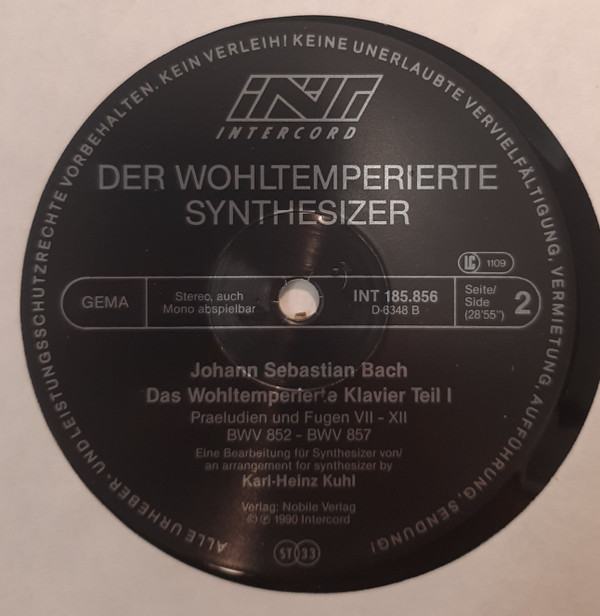 ALLE URHEBER- UND LEISTUNGSSCHUTZRECHTE VORBEHALTEN. KEIN VERLEIH! KEINE UNERLAUBTE VERVIELFÄLTIGUNG, VERMIETUNG, AUFFÜHRUNG, SENDUNG!
INT
INTERCORD
DER WOHLTEMPERIERTE
SYNTHESIZER
LC 1109
GEMA
Stereo, auch
Mono abspielbar
INT 185.856
D-6348 B
Seite/
Side
(28'55")
2
Johann Sebastian Bach
Das Wohltemperierte Klavier Teil I
Praeludien und Fugen VII - XII
BWV 852 - BWV 857
Eine Bearbeitung für Synthesizer von/
an arrangement for synthesizer by
Karl-Heinz Kuhl
Verlag: Nobile Verlag
© ℗ 1990 Intercord
ST 33